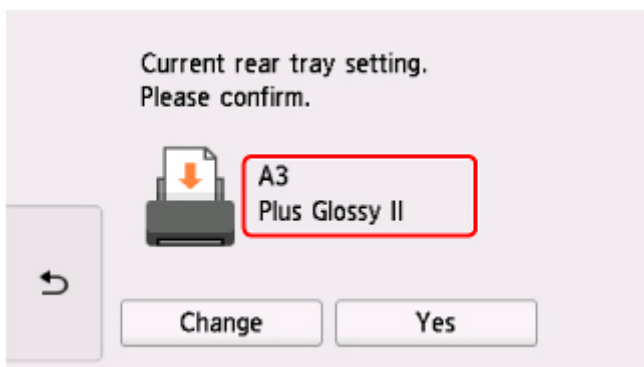 Current rear tray setting.
Please confirm.
A3
Plus Glossy II
Change
Yes